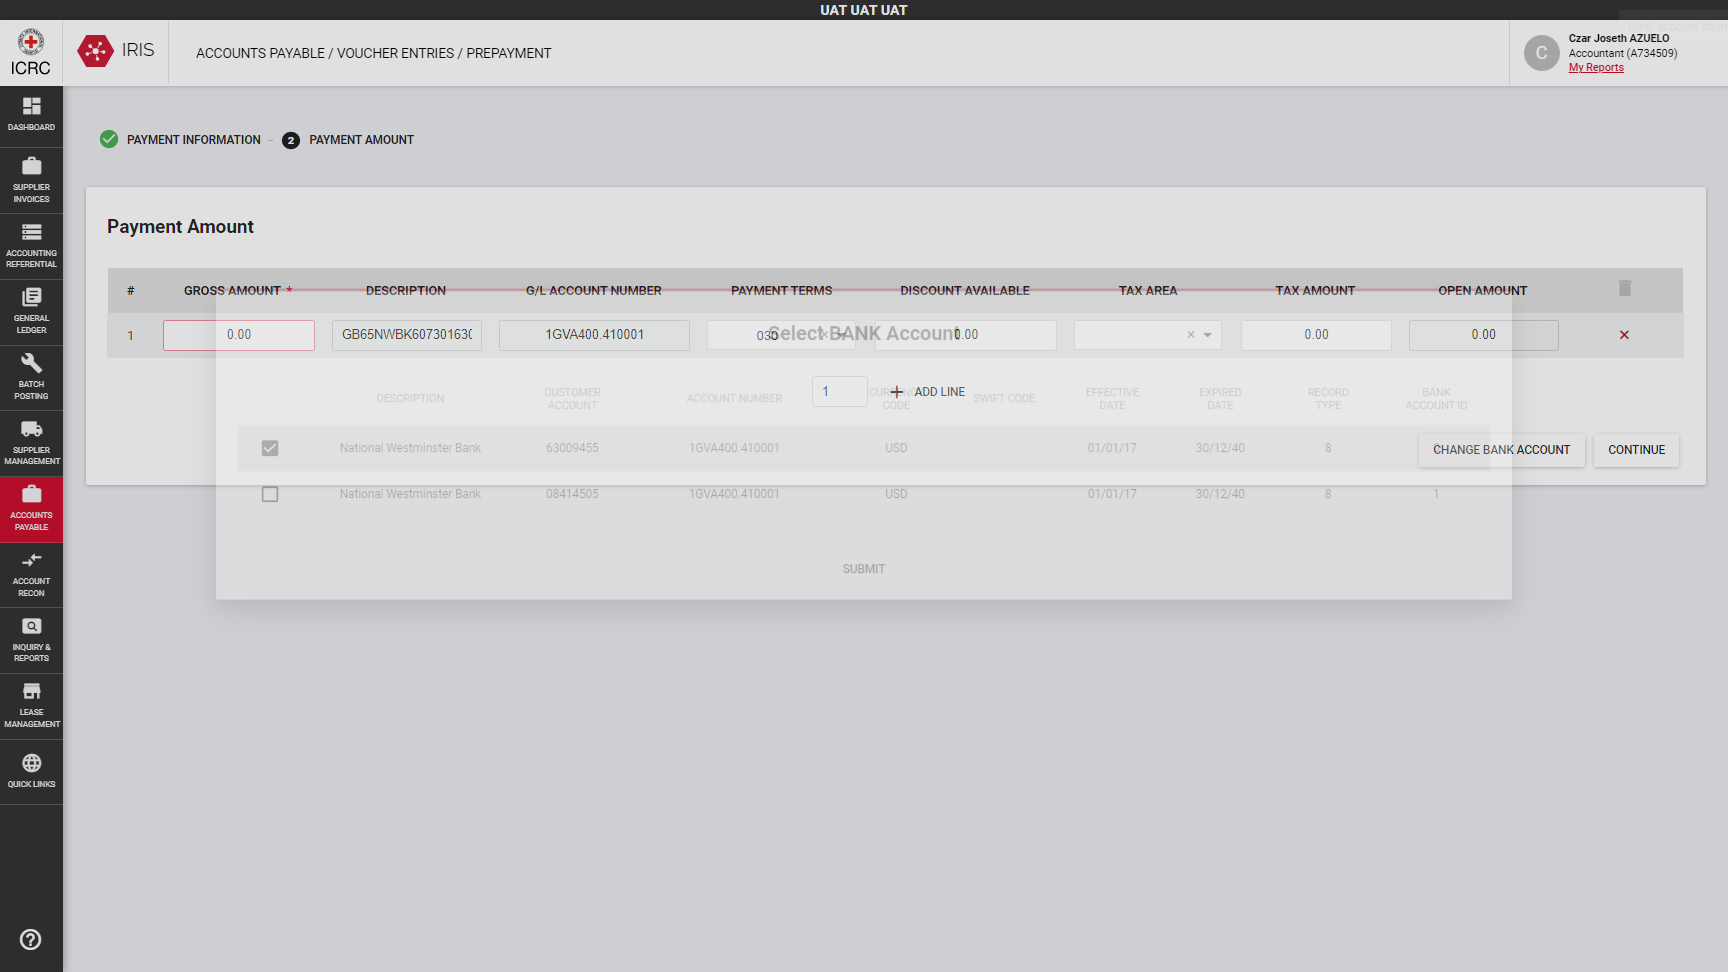 UAT UAT UAT
ICRC
IRIS
ACCOUNTS PAYABLE / VOUCHER ENTRIES / PREPAYMENT
C
Czar Joseth AZUELO
Accountant (A734509)
My Reports
DASHBOARD
SUPPLIER
INVOICES
ACCOUNTING
REFERENTIAL
GENERAL
LEDGER
BATCH
POSTING
SUPPLIER
MANAGEMENT
ACCOUNTS
PAYABLE
ACCOUNT
RECON
INQUIRY &
REPORTS
LEASE
MANAGEMENT
QUICK LINKS
PAYMENT INFORMATION - 2 PAYMENT AMOUNT
Payment Amount
# GROSS AMOUNT * DESCRIPTION G/L ACCOUNT NUMBER PAYMENT TERMS DISCOUNT AVAILABLE TAX AREA TAX AMOUNT OPEN AMOUNT
1 0.00 GB65NWBK60730163( 1GVA400.410001 030 0.00 0.00 0.00
Select BANK Account
1 ADD LINE
DESCRIPTION CUSTOMER ACCOUNT ACCOUNT NUMBER CURRENCY CODE SWIFT CODE EFFECTIVE DATE EXPIRED DATE RECORD TYPE BANK ACCOUNT ID
National Westminster Bank 63009455 1GVA400.410001 USD 01/01/17 30/12/40 8
CHANGE BANK ACCOUNT CONTINUE
National Westminster Bank 08414505 1GVA400.410001 USD 01/01/17 30/12/40 8 1
SUBMIT